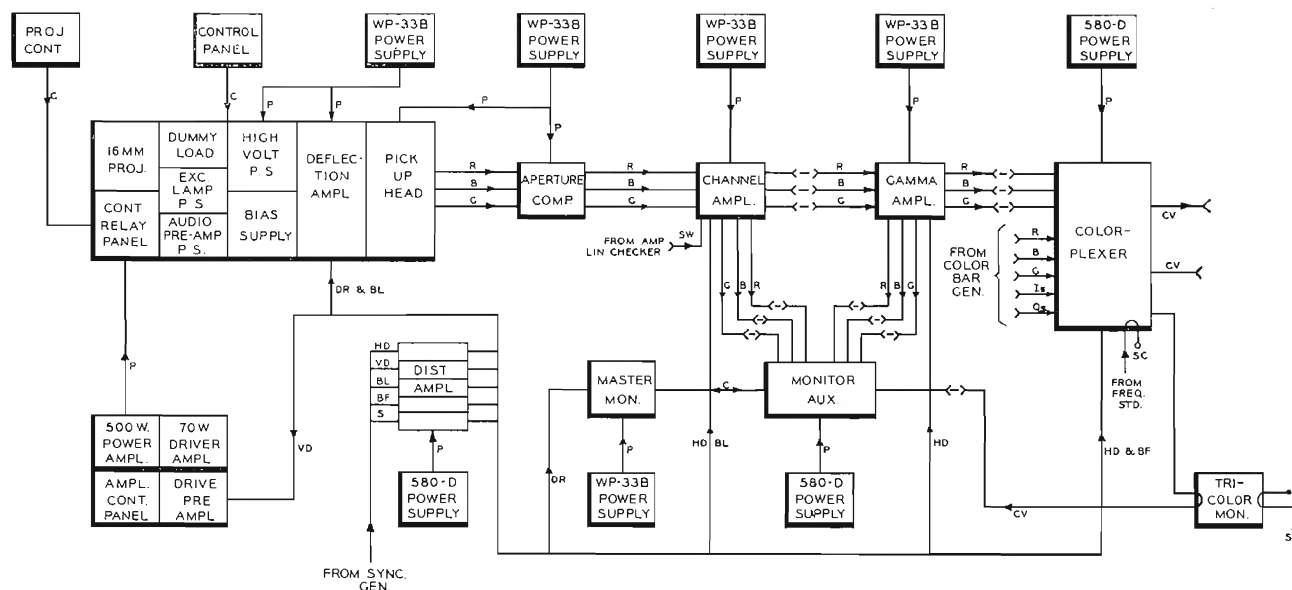 PROJ
CONT
CONTROL
PANEL
WP-33B
POWER
SUPPLY
WP-33B
POWER
SUPPLY
WP-33B
POWER
SUPPLY
WP-33B
POWER
SUPPLY
580-D
POWER
SUPPLY
C
C
P
P
P
P
P
P
P
16MM
PROJ.
DUMMY
LOAD
HIGH
VOLT
P.S
DEFLEC-
TION
AMPL
PICK
UP
HEAD
EXC
LAMP
P S
CONT
RELAY
PANEL
AUDIO
PRE-AMP
P.S.
BIAS
SUPPLY
R
B
G
APERTURE
COMP.
R
B
G
CHANNEL
AMPL.
R
B
G
GAMMA
AMPL.
R
B
G
COLOR-
PLEXER
CV
CV
FROM AMP
LIN CHECKER
SW
FROM
COLOR
BAR
GEN.
R
B
G
Is
Qs
SC
FROM
FREQ.
STD.
DR & BL
G
B
R
R
B
G
P
HD
VD
BL
BF
S
DIST
AMPL
MASTER
MON.
C
MONITOR
AUX.
500 W.
POWER
AMPL.
70 W
DRIVER
AMPL
VD
P
P
P
HD BL
HD
HD & BF
AMPL.
CONT.
PANEL
DRIVE
PRE
AMPL
580-D
POWER
SUPPLY
DR
WP-33B
POWER
SUPPLY
580-D
POWER
SUPPLY
CV
TRI-
COLOR
MON.
S
FROM SYNC.
GEN.